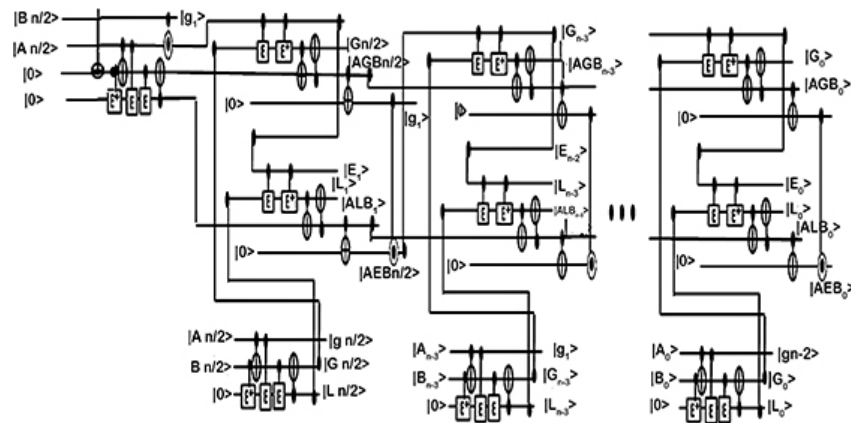 |B n/2> |g₁>
|A n/2>
|0>
|0>
E⁺ E E
E E⁺ |Gn/2>
|AGBn/2>
|0> |g₁>
|E₁>
|L₁>
E E⁺ |ALB₁>
|0>
|AEBn/2>
|A n/2> |g n/2>
B n/2> |G n/2>
|0> E⁺ E E |L n/2>
|Gₙ₋₃>
E E⁺ |AGBₙ₋₃>
|Eₙ₋₂>
|Lₙ₋₃>
E E⁺
|0>
|Aₙ₋₃> |g₁>
|Bₙ₋₃> |Gₙ₋₃>
|0> E⁺ E E |Lₙ₋₃>
E E⁺ |G₀>
|AGB₀>
|0>
|E₀>
E E⁺ |L₀>
|ALB₀>
|0>
|AEB₀>
|A₀> |gn-2>
|B₀> |G₀>
|0> E⁺ E E |L₀>